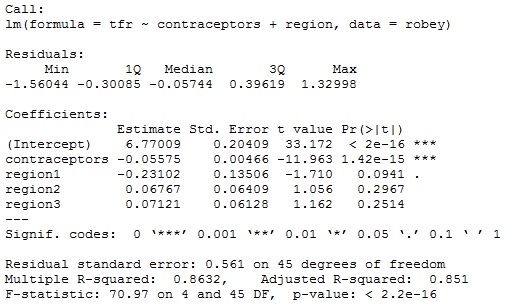 Call:
lm(formula = tfr ~ contraceptors + region, data = robey)
Residuals:
Min 1Q Median 3Q Max
-1.56044 -0.30085 -0.05744 0.39619 1.32998
Coefficients:
Estimate Std. Error t value Pr(>|t|)
(Intercept) 6.77009 0.20409 33.172 < 2e-16 ***
contraceptors -0.05575 0.00466 -11.963 1.42e-15 ***
region1 -0.23102 0.13506 -1.710 0.0941 .
region2 0.06767 0.06409 1.056 0.2967
region3 0.07121 0.06128 1.162 0.2514
---
Signif. codes: 0 ‘***’ 0.001 ‘**’ 0.01 ‘*’ 0.05 ‘.’ 0.1 ‘ ’ 1
Residual standard error: 0.561 on 45 degrees of freedom
Multiple R-squared: 0.8632, Adjusted R-squared: 0.851
F-statistic: 70.97 on 4 and 45 DF, p-value: < 2.2e-16